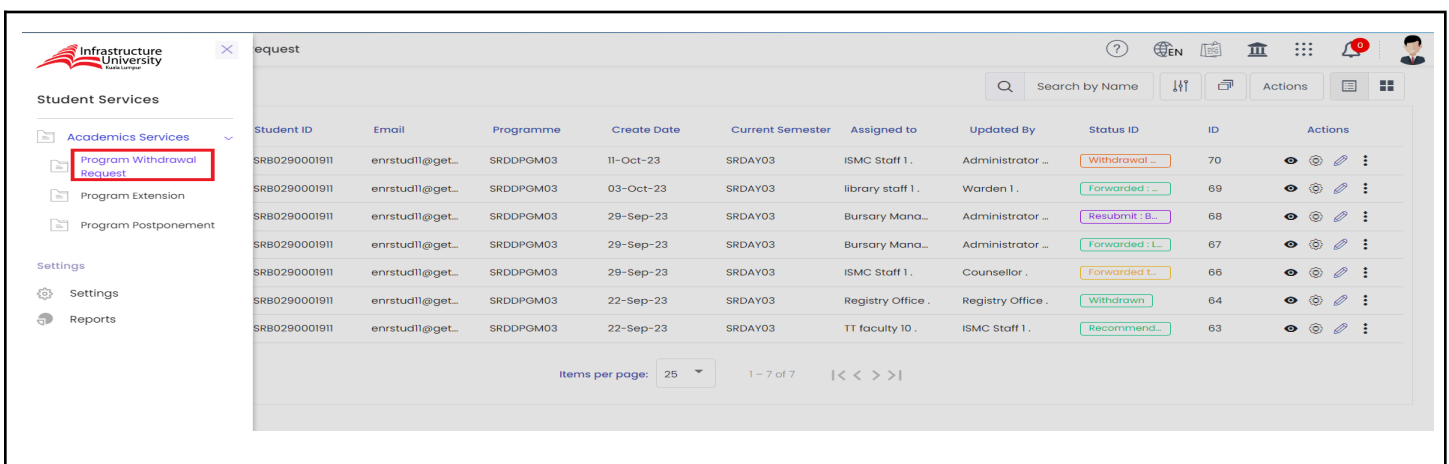 Infrastructure
University
Kuala Lumpur
equest
EN
0
Student Services
Search by Name
Actions
Academics Services
Program Withdrawal
Request
Program Extension
Program Postponement
Settings
Settings
Reports
Student ID Email Programme Create Date Current Semester Assigned to Updated By Status ID ID Actions
SRB0290001911 enrstud11@get... SRDDPGM03 11-Oct-23 SRDAY03 ISMC Staff 1 . Administrator ... Withdrawal ... 70
SRB0290001911 enrstud11@get... SRDDPGM03 03-Oct-23 SRDAY03 library staff 1 . Warden 1 . Forwarded : ... 69
SRB0290001911 enrstud11@get... SRDDPGM03 29-Sep-23 SRDAY03 Bursary Mana... Administrator ... Resubmit : B... 68
SRB0290001911 enrstud11@get... SRDDPGM03 29-Sep-23 SRDAY03 Bursary Mana... Administrator ... Forwarded : L... 67
SRB0290001911 enrstud11@get... SRDDPGM03 29-Sep-23 SRDAY03 ISMC Staff 1 . Counsellor . Forwarded t... 66
SRB0290001911 enrstud11@get... SRDDPGM03 22-Sep-23 SRDAY03 Registry Office . Registry Office . Withdrawn 64
SRB0290001911 enrstud11@get... SRDDPGM03 22-Sep-23 SRDAY03 TT faculty 10 . ISMC Staff 1 . Recommend... 63
Items per page: 25 1 – 7 of 7